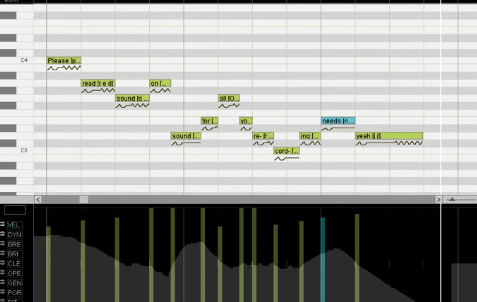 C4
Please [p...
read [r e d]
on [...
sound [s ...
all [O...
for [...
yo...
needs [n...
sound [...
re- [r ...
ing [...
yeah [j {]
cord- [...
C3
VEL
DYN
BRE
BRI
CLE
OPE
GEN
POR
PIT